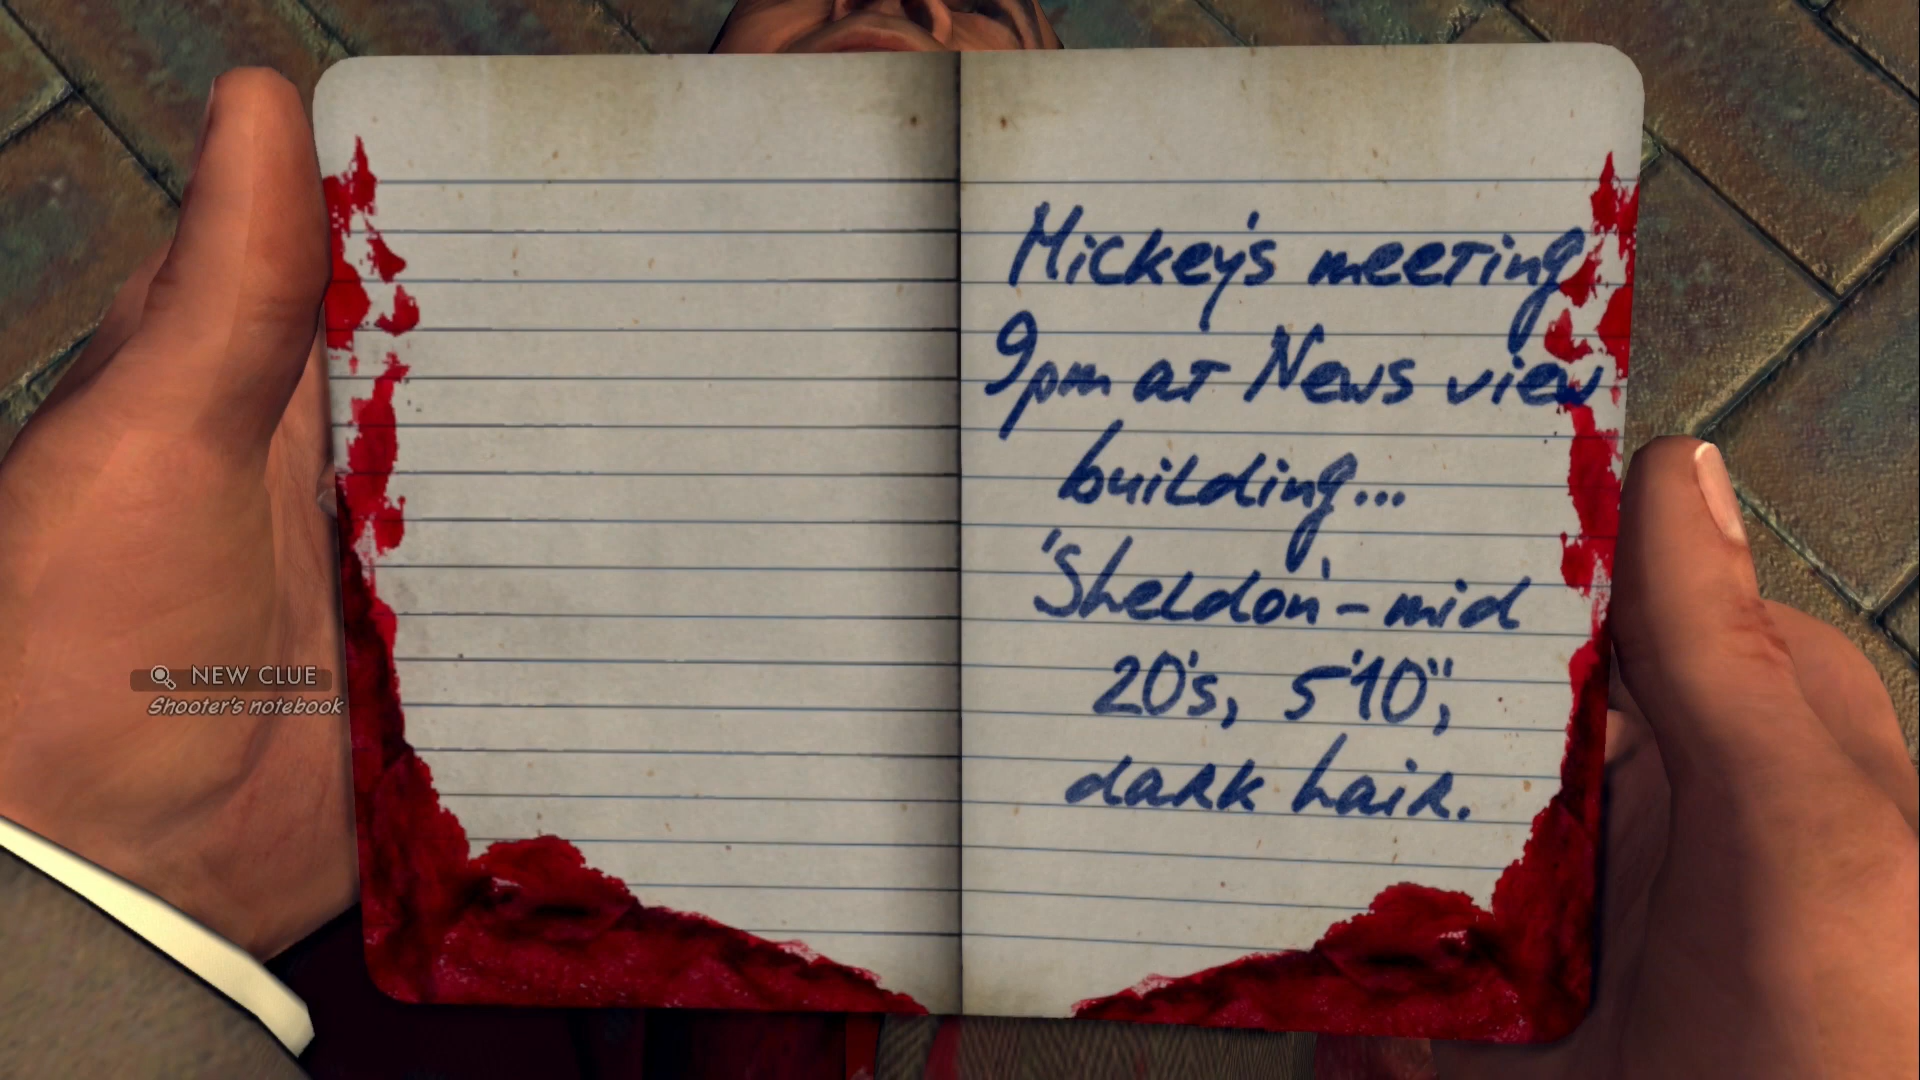 Mickey's meeting
9pm at News view
building...
'Sheldon' - mid
20's, 5'10",
dark hair.
NEW CLUE
Shooter's notebook